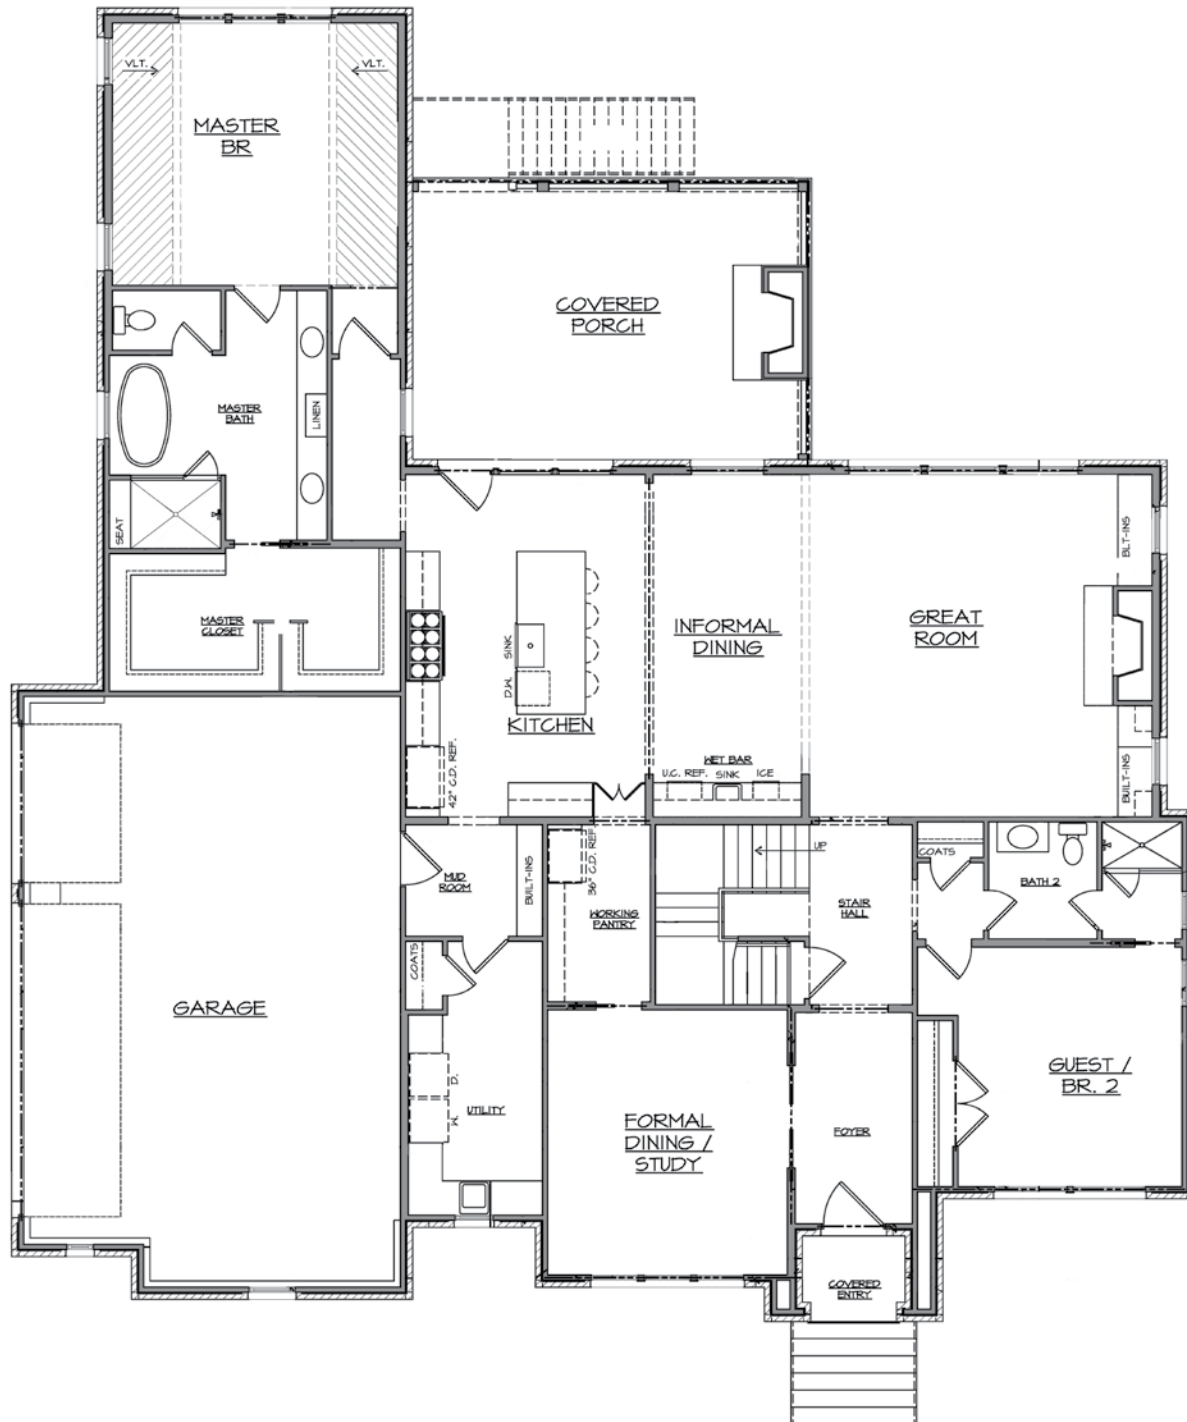 VLT.
VLT.
MASTER
BR
COVERED
PORCH
MASTER
BATH
LINEN
SEAT
MASTER
CLOSET
SINK
D.W.
KITCHEN
42" C.D. REF.
INFORMAL
DINING
WET BAR
U.C. REF.
SINK
ICE
GREAT
ROOM
BLT-INS
BUILT-INS
MUD
ROOM
BUILT-INS
36" C.D. REF.
WORKING
PANTRY
UP
STAIR
HALL
COATS
BATH 2
COATS
GARAGE
D.
W.
UTILITY
FORMAL
DINING /
STUDY
FOYER
GUEST /
BR. 2
COVERED
ENTRY